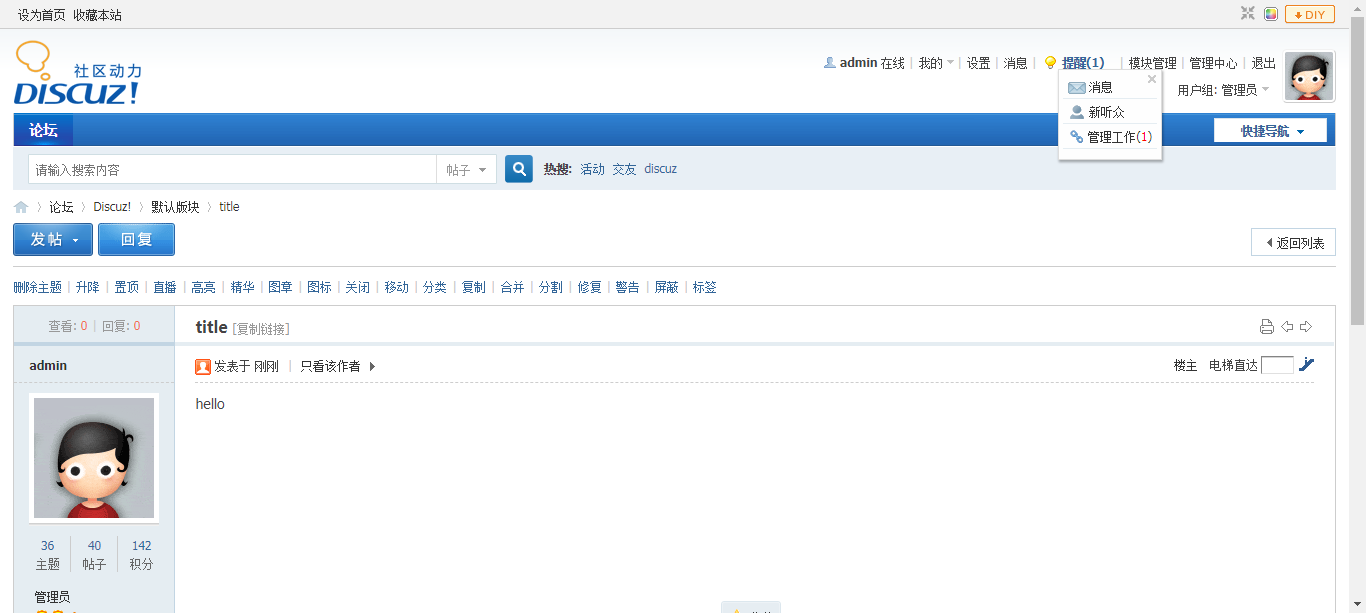 设为首页 收藏本站
DIY
社区动力
DISCUZ!
admin 在线 | 我的 | 设置 | 消息 | 提醒(1) | 模块管理 | 管理中心 | 退出
用户组: 管理员
消息
新听众
管理工作(1)
论坛
快捷导航
请输入搜索内容 帖子 热搜: 活动 交友 discuz
论坛 〉 Discuz! 〉 默认版块 〉 title
发帖 回复
返回列表
删除主题 | 升降 | 置顶 | 直播 | 高亮 | 精华 | 图章 | 图标 | 关闭 | 移动 | 分类 | 复制 | 合并 | 分割 | 修复 | 警告 | 屏蔽 | 标签
查看: 0 | 回复: 0
title [复制链接]
admin
发表于 刚刚 | 只看该作者
楼主 电梯直达
hello
36 40 142
主题 帖子 积分
管理员